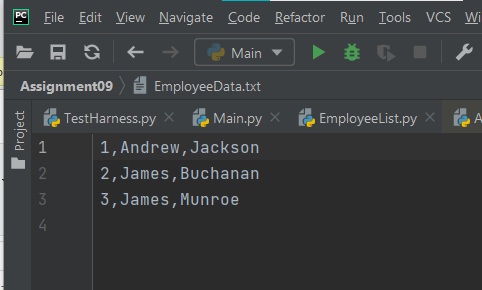 PC File Edit View Navigate Code Refactor Run Tools VCS Wi
Main
Assignment09 EmployeeData.txt
TestHarness.py Main.py EmployeeList.py A
Project
1 1,Andrew,Jackson
2 2,James,Buchanan
3 3,James,Munroe
4